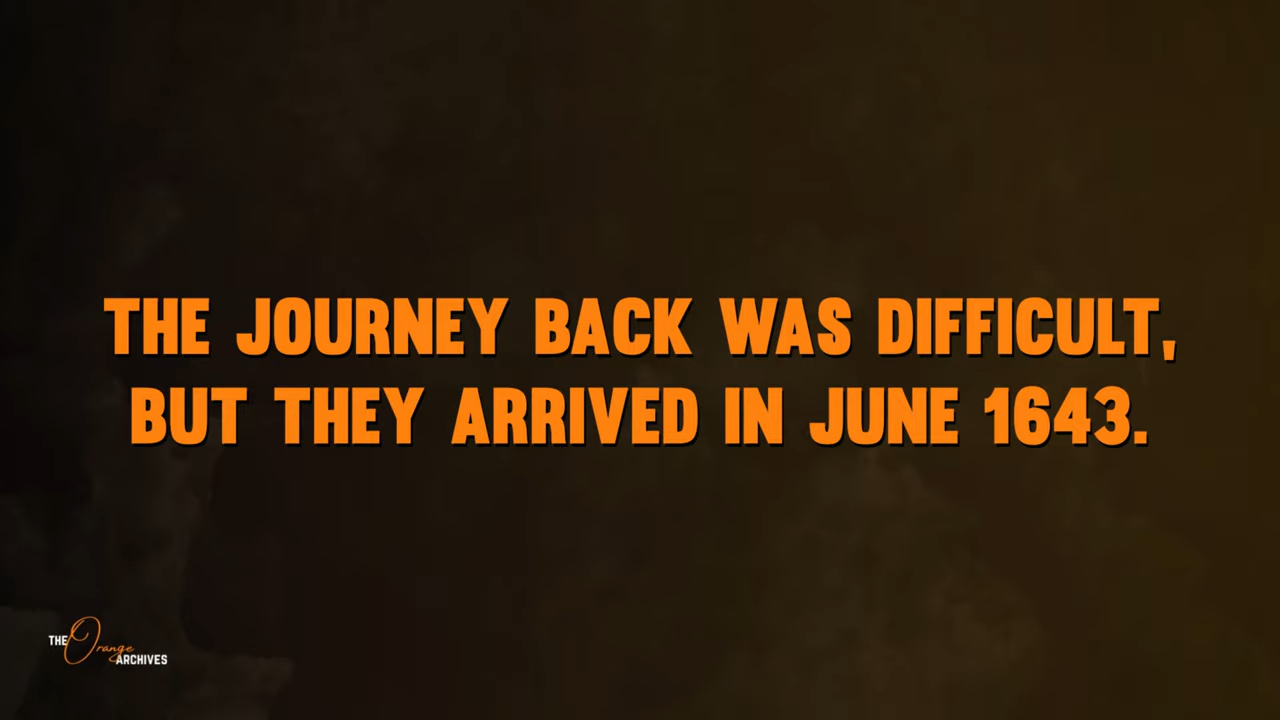 THE JOURNEY BACK WAS DIFFICULT,
BUT THEY ARRIVED IN JUNE 1643.
THE Orange ARCHIVES